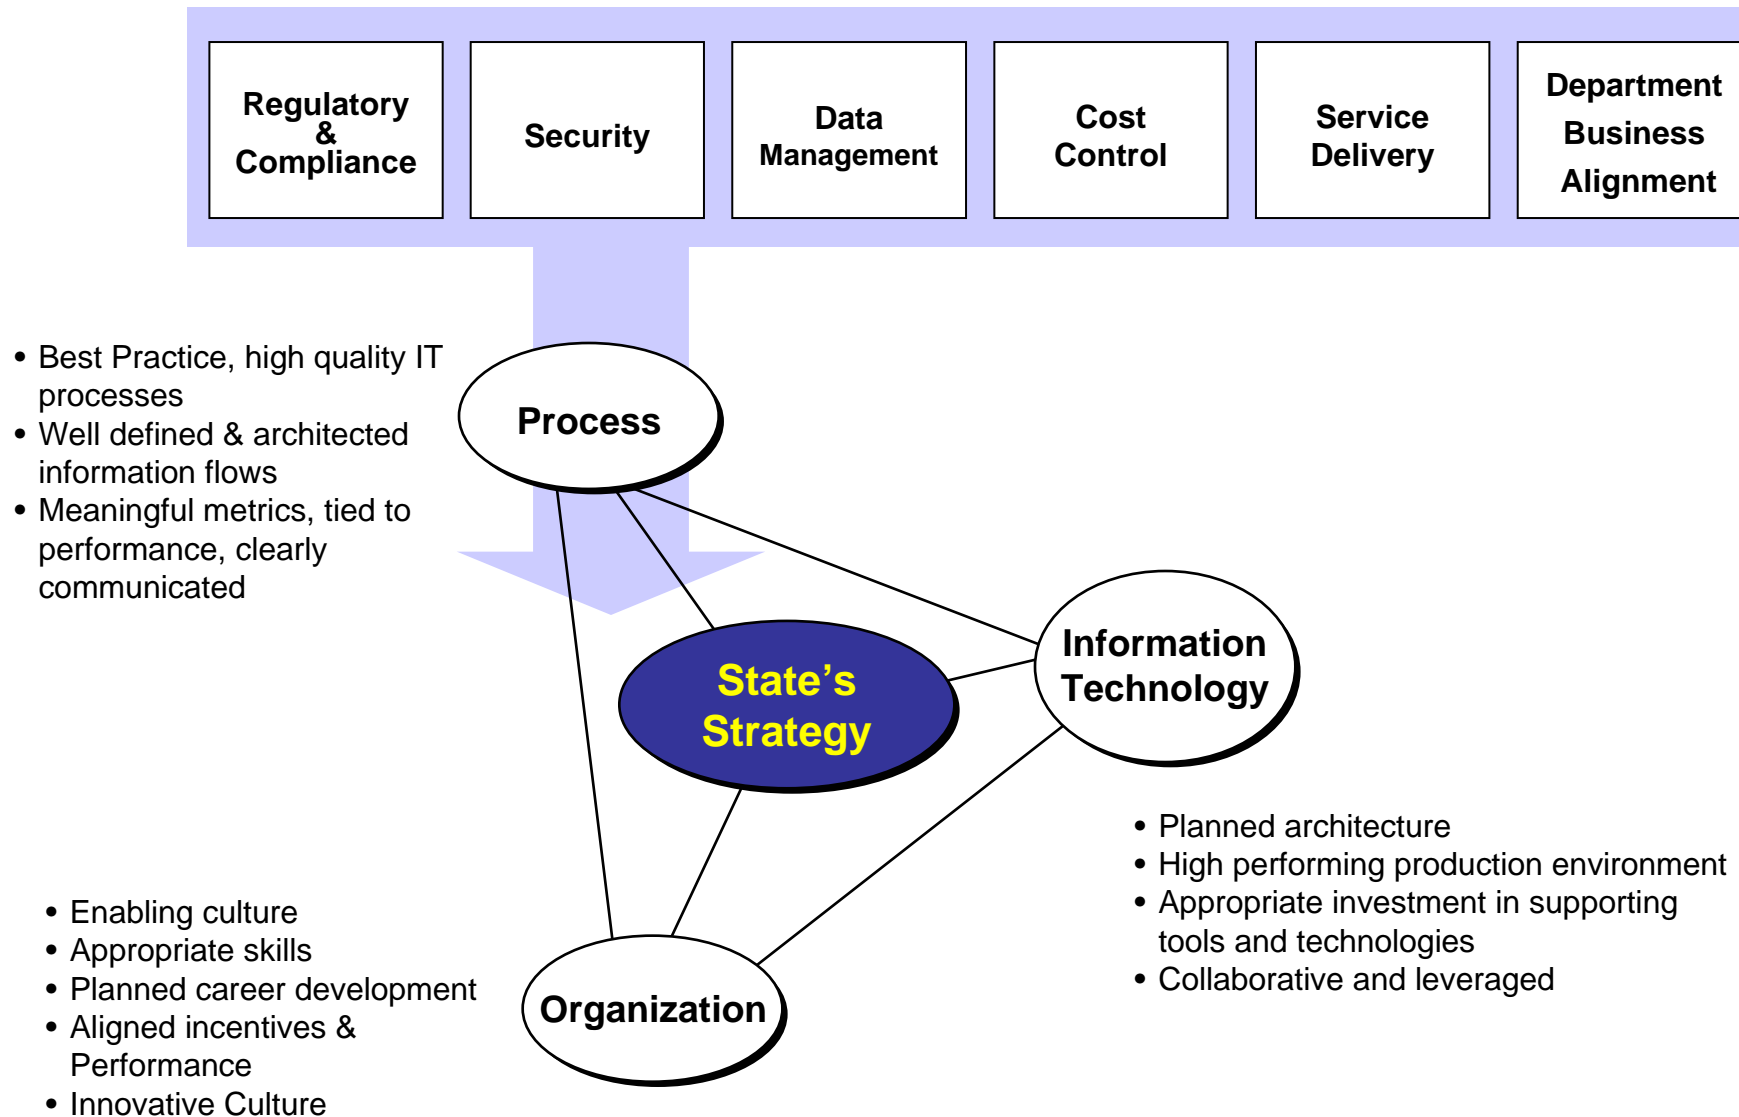 Regulatory
&
Compliance
Security
Data
Management
Cost
Control
Service
Delivery
Department
Business
Alignment
• Best Practice, high quality IT
processes
• Well defined & architected
information flows
• Meaningful metrics, tied to
performance, clearly
communicated
Process
Information
Technology
State’s
Strategy
• Planned architecture
• High performing production environment
• Appropriate investment in supporting
tools and technologies
• Collaborative and leveraged
• Enabling culture
• Appropriate skills
• Planned career development
• Aligned incentives &
Performance
• Innovative Culture
Organization